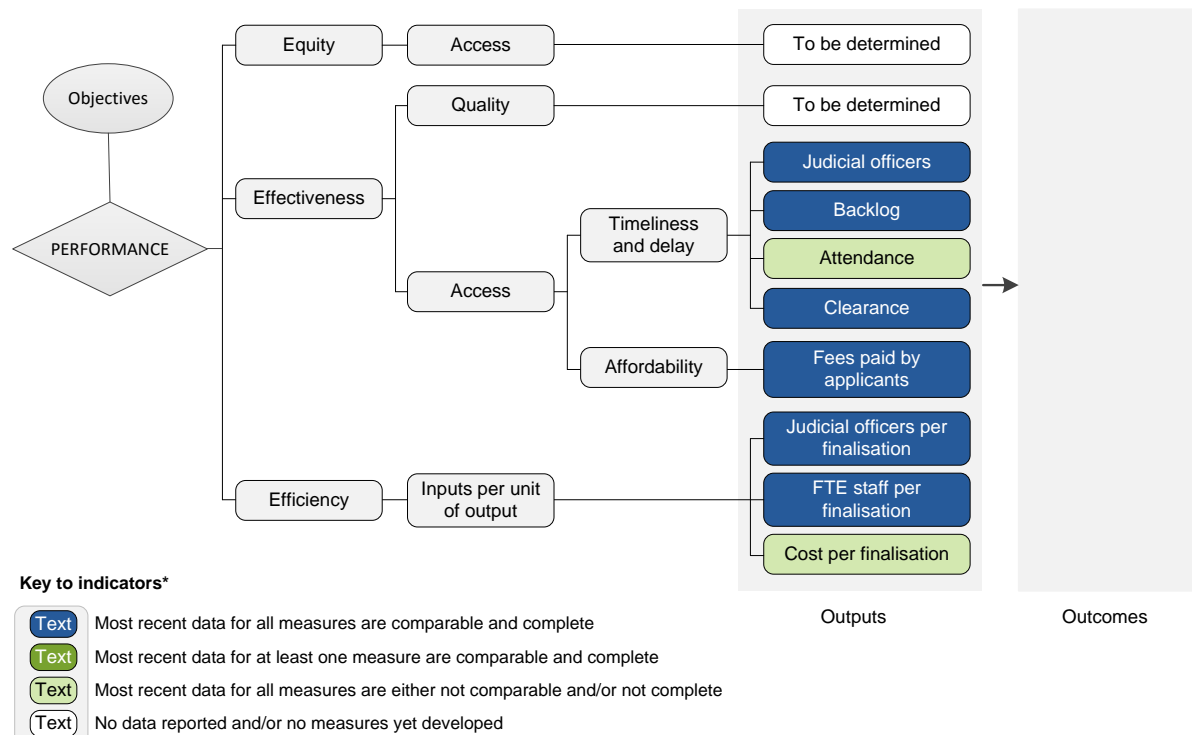 Equity
Access
To be determined
Objectives
Quality
To be determined
Judicial officers
Effectiveness
Timeliness
and delay
Backlog
PERFORMANCE
Attendance
Access
Clearance
Affordability
Fees paid by
applicants
Judicial officers per
finalisation
Efficiency
Inputs per unit
of output
FTE staff per
finalisation
Cost per finalisation
Key to indicators*
Outputs
Outcomes
Text Most recent data for all measures are comparable and complete
Text Most recent data for at least one measure are comparable and complete
Text Most recent data for all measures are either not comparable and/or not complete
Text No data reported and/or no measures yet developed